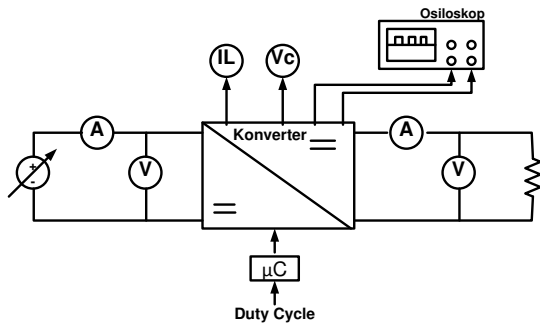 Osiloskop
IL
Vc
A
Konverter
A
+
-
V
V
µC
Duty Cycle